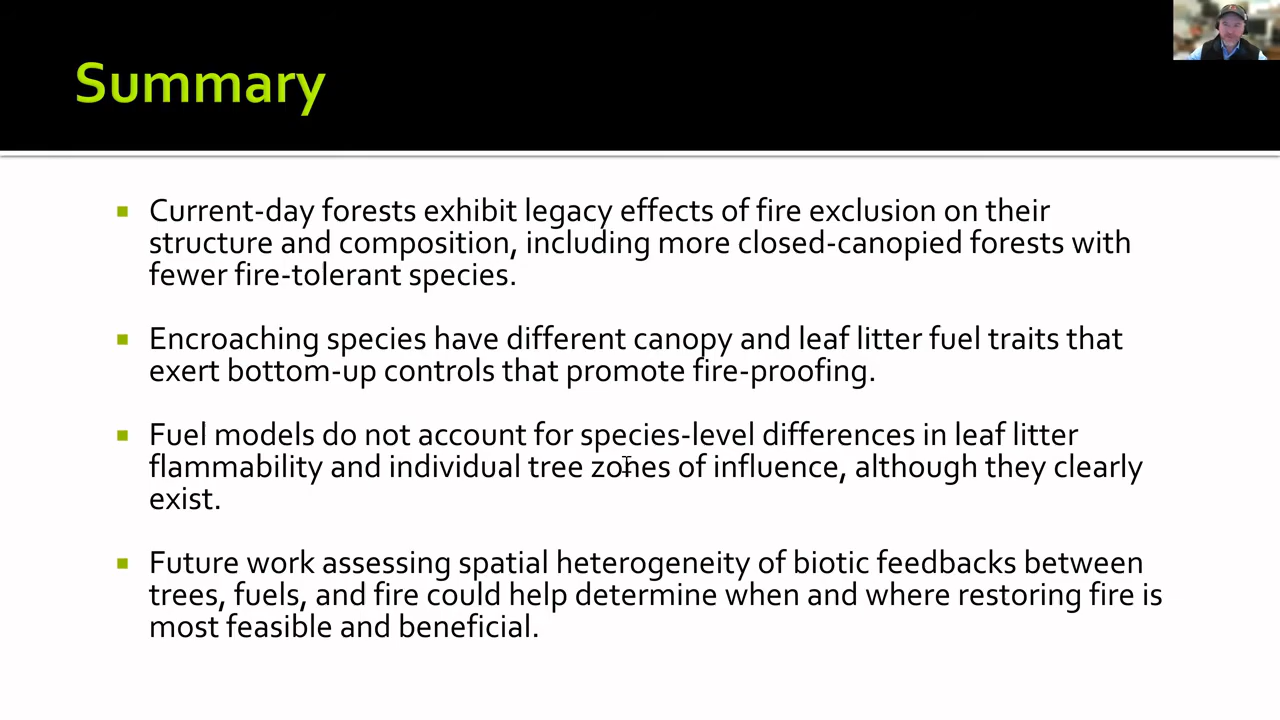 Summary
Current-day forests exhibit legacy effects of fire exclusion on their
structure and composition, including more closed-canopied forests with
fewer fire-tolerant species.
Encroaching species have different canopy and leaf litter fuel traits that
exert bottom-up controls that promote fire-proofing.
Fuel models do not account for species-level differences in leaf litter
flammability and individual tree zones of influence, although they clearly
exist.
Future work assessing spatial heterogeneity of biotic feedbacks between
trees, fuels, and fire could help determine when and where restoring fire is
most feasible and beneficial.